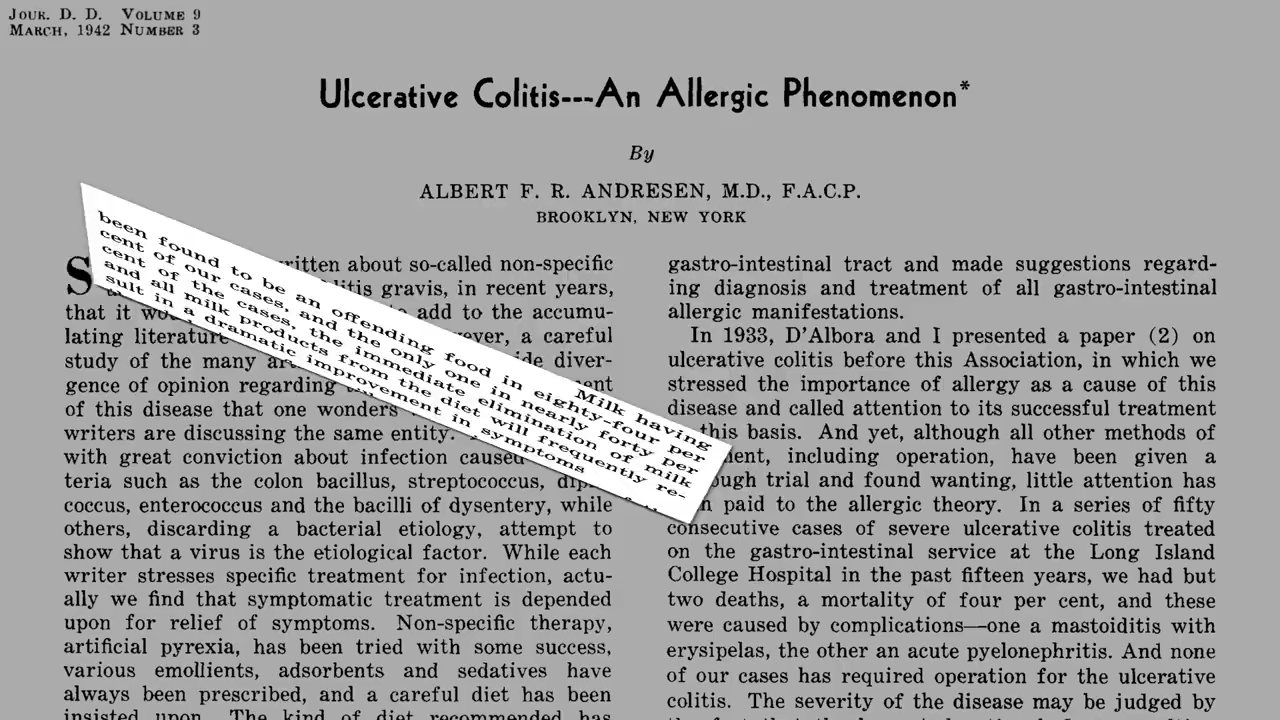 JOUR. D. D. VOLUME 9
MARCH, 1942 NUMBER 3
Ulcerative Colitis---An Allergic Phenomenon*
By
ALBERT F. R. ANDRESEN, M.D., F.A.C.P.
BROOKLYN, NEW YORK
Milk having
been found to be an offending food in eighty-four per
cent of our cases, and the only one in nearly forty per
cent of the cases, the immediate elimination of milk
and all milk products from the diet will frequently re-
sult in a dramatic improvement in symptoms
S written about so-called non-specific
gravis, in recent years,
that it add to the accumu-
lating literature a careful
study of the many diver-
gence of opinion regarding
of this disease that one wonders
writers are discussing the same entity.
with great conviction about infection caused
teria such as the colon bacillus, streptococcus,
coccus, enterococcus and the bacilli of dysentery, while
others, discarding a bacterial etiology, attempt to
show that a virus is the etiological factor. While each
writer stresses specific treatment for infection, actu-
ally we find that symptomatic treatment is depended
upon for relief of symptoms. Non-specific therapy,
artificial pyrexia, has been tried with some success,
various emollients, adsorbents and sedatives have
always been prescribed, and a careful diet has been
insisted upon. The kind of diet recommended has
gastro-intestinal tract and made suggestions regard-
ing diagnosis and treatment of all gastro-intestinal
allergic manifestations.
In 1933, D'Albora and I presented a paper (2) on
ulcerative colitis before this Association, in which we
stressed the importance of allergy as a cause of this
disease and called attention to its successful treatment
this basis. And yet, although all other methods of
including operation, have been given a
trial and found wanting, little attention has
paid to the allergic theory. In a series of fifty
consecutive cases of severe ulcerative colitis treated
on the gastro-intestinal service at the Long Island
College Hospital in the past fifteen years, we had but
two deaths, a mortality of four per cent, and these
were caused by complications—one a mastoiditis with
erysipelas, the other an acute pyelonephritis. And none
of our cases has required operation for the ulcerative
colitis. The severity of the disease may be judged by